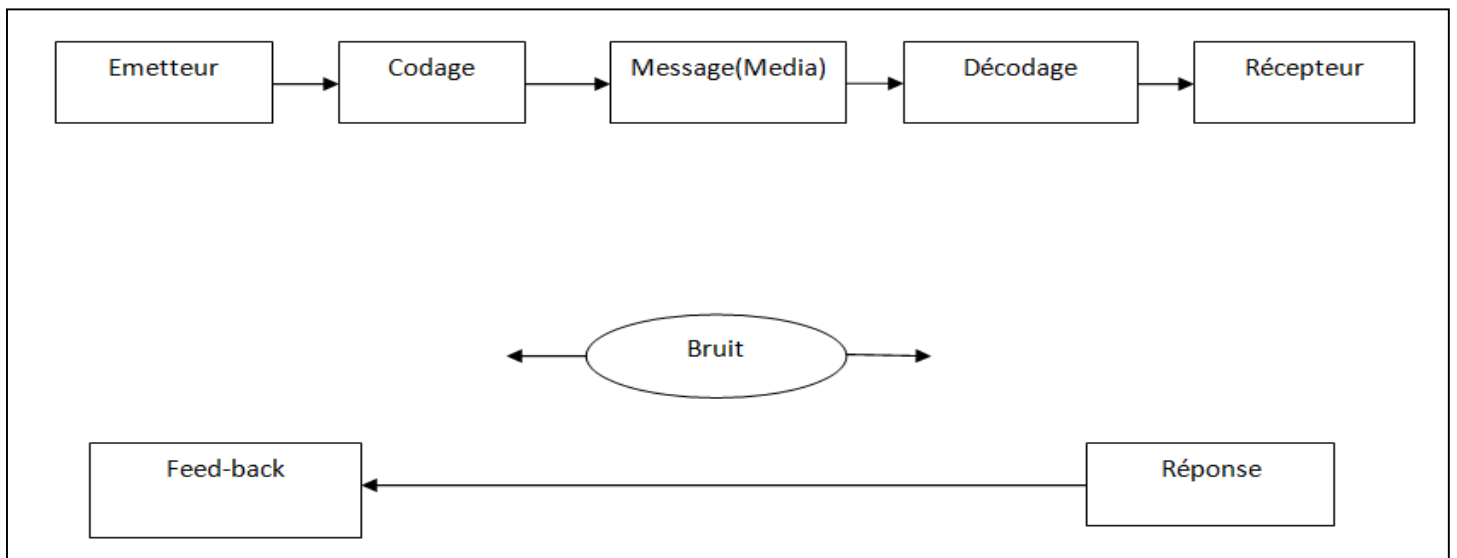 Emetteur
Codage
Message(Media)
Décodage
Récepteur
Bruit
Feed-back
Réponse